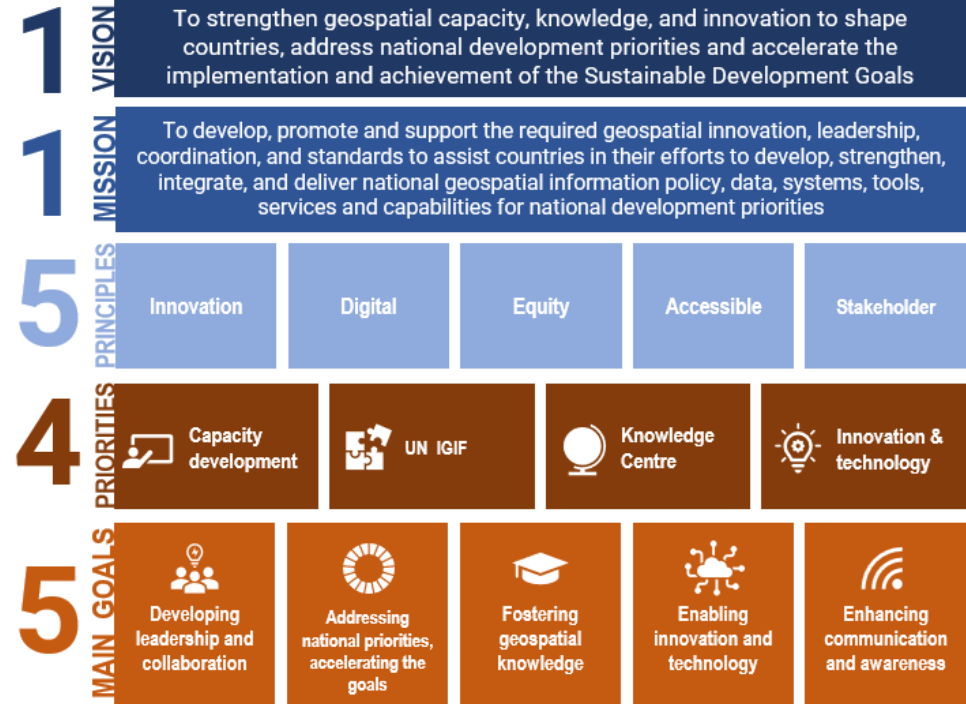 1
VISION
To strengthen geospatial capacity, knowledge, and innovation to shape
countries, address national development priorities and accelerate the
implementation and achievement of the Sustainable Development Goals
1
MISSION
To develop, promote and support the required geospatial innovation, leadership,
coordination, and standards to assist countries in their efforts to develop, strengthen,
integrate, and deliver national geospatial information policy, data, systems, tools,
services and capabilities for national development priorities
5
PRINCIPLES
Innovation
Digital
Equity
Accessible
Stakeholder
4
PRIORITIES
Capacity
development
UN IGIF
Knowledge
Centre
Innovation &
technology
5
MAIN GOALS
Developing
leadership and
collaboration
Addressing
national priorities,
accelerating the
goals
Fostering
geospatial
knowledge
Enabling
innovation and
technology
Enhancing
communication
and awareness